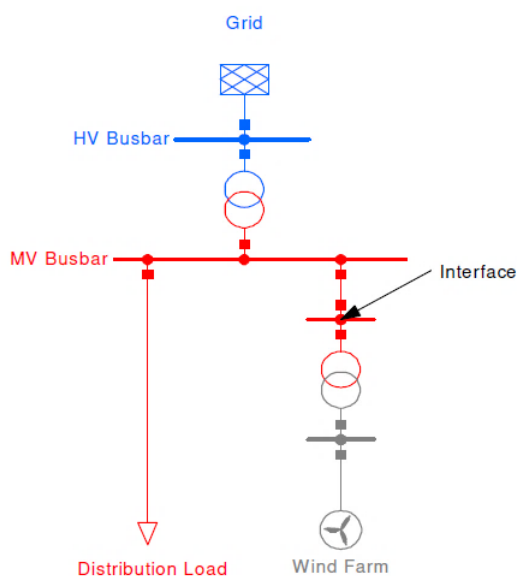 Grid
HV Busbar
MV Busbar
Interface
Distribution Load
Wind Farm